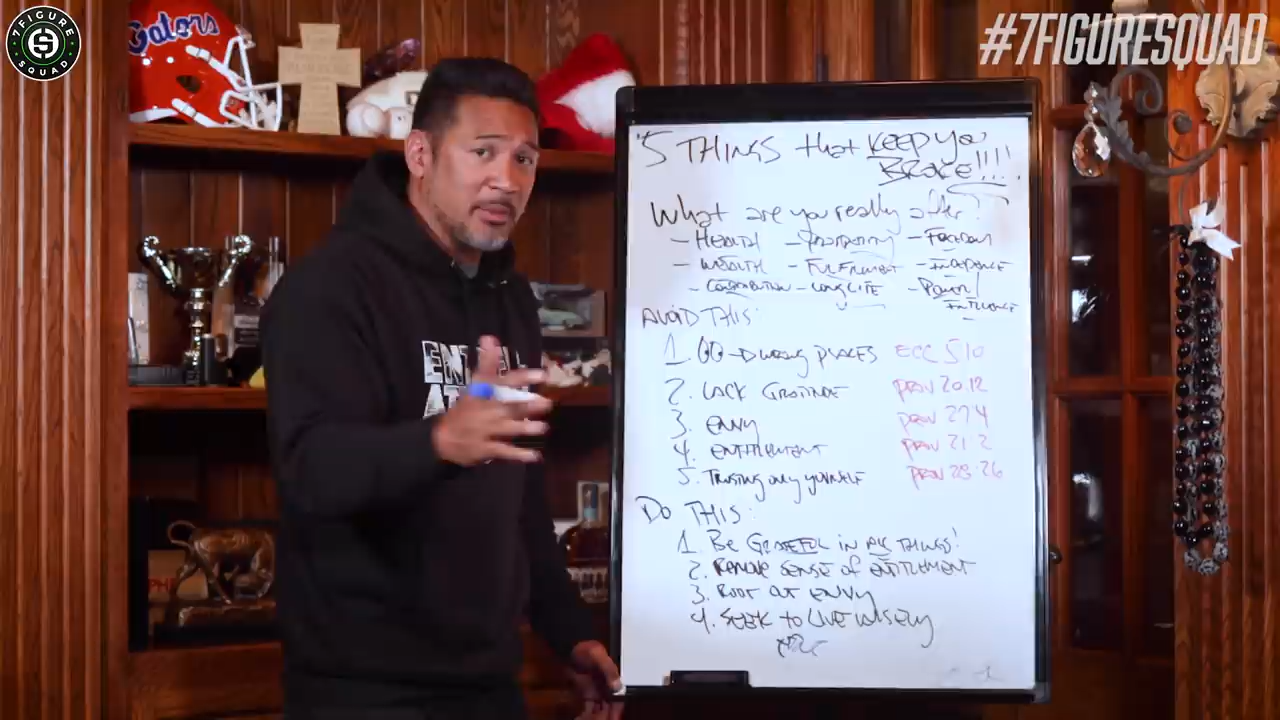 7FIGURE
SQUAD
#7FIGURESQUAD
Gators
5 THINGS that KEEP you
BROKE!!!!
What are you really after?
- HEALTH - PROSPERITY - FREEDOM
- WEALTH - FULFILLMENT
- CONTRIBUTION - LONG LIFE - POWER/
INFLUENCE
AVOID THIS:
1. PLACES ECC 5:10
2. LACK GRATITUDE PROV 20:12
3. ENVY PROV 27:4
4. ENTITLEMENT PROV 21:2
5. TRUSTING ONLY YOURSELF PROV 28:26
DO THIS:
1. BE GRATEFUL IN ALL THINGS!
2. REMOVE SENSE OF ENTITLEMENT
3. ROOT OUT ENVY
4. SEEK TO LIVE WISELY